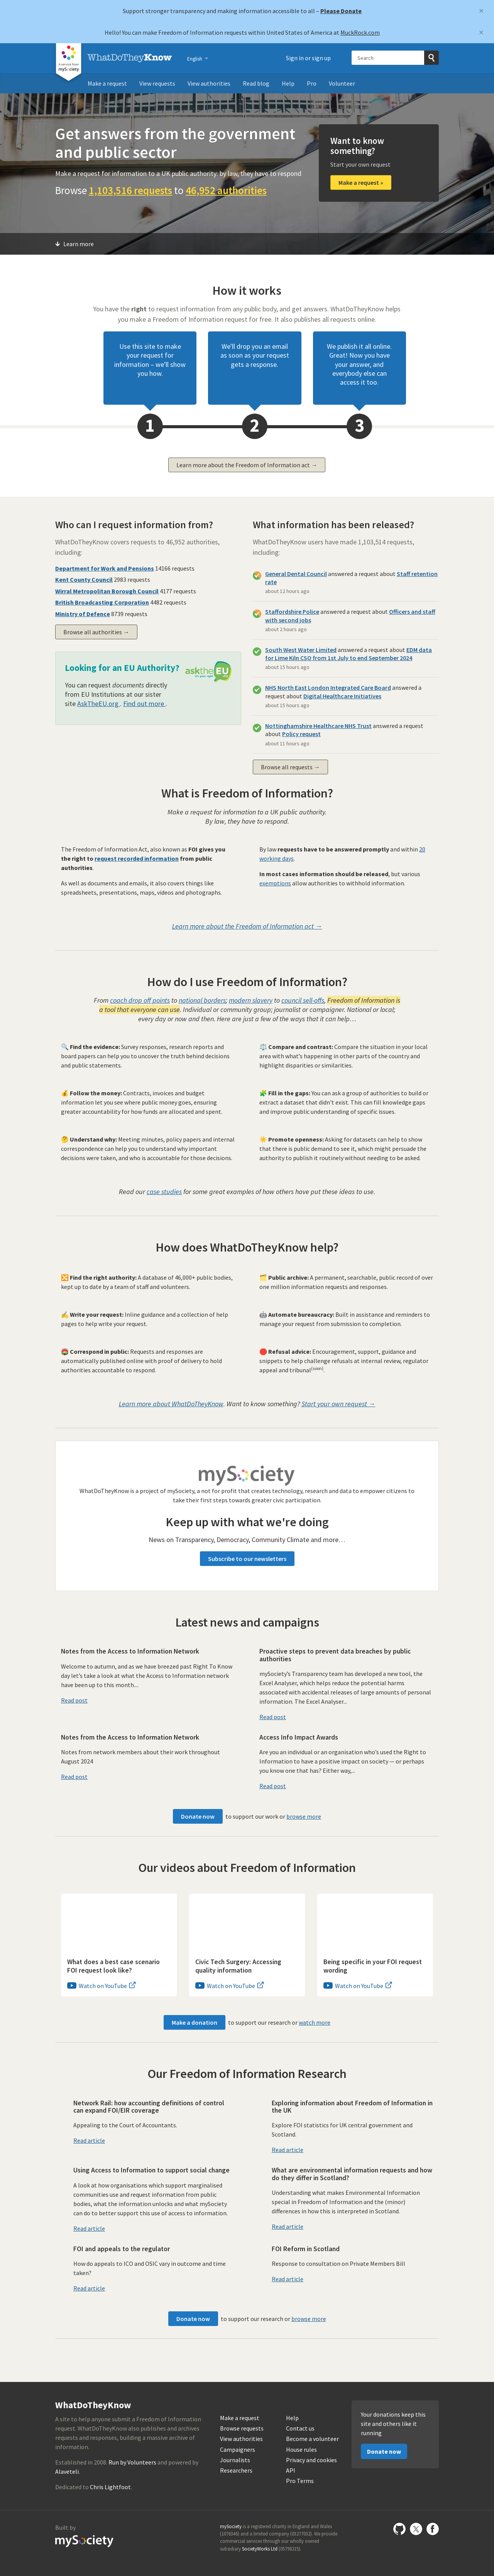 Support stronger transparency and making information accessible to all – Please Donate
×
Hello! You can make Freedom of Information requests within United States of America at MuckRock.com
×
a service from
mySociety
WhatDoTheyKnow
English
Sign in or sign up
Search
Make a request
View requests
View authorities
Read blog
Help
Pro
Volunteer
Get answers from the government
and public sector
Make a request for information to a UK public authority: by law, they have to respond
Browse 1,103,516 requests to 46,952 authorities
Want to know
something?
Start your own request
Make a request »
Learn more
How it works
You have the right to request information from any public body, and get answers. WhatDoTheyKnow helps
you make a Freedom of Information request for free. It also publishes all requests online.
Use this site to make
your request for
information – we'll show
you how.
We'll drop you an email
as soon as your request
gets a response.
We publish it all online.
Great! Now you have
your answer, and
everybody else can
access it too.
1
2
3
Learn more about the Freedom of Information act →
Who can I request information from?
WhatDoTheyKnow covers requests to 46,952 authorities,
including:
Department for Work and Pensions 14166 requests
Kent County Council 2983 requests
Wirral Metropolitan Borough Council 4177 requests
British Broadcasting Corporation 4482 requests
Ministry of Defence 8739 requests
Browse all authorities →
Looking for an EU Authority?
asktheEU
You can request documents directly
from EU Institutions at our sister
site AskTheEU.org . Find out more .
What information has been released?
WhatDoTheyKnow users have made 1,103,514 requests,
including:
General Dental Council answered a request about Staff retention
rate
about 12 hours ago
Staffordshire Police answered a request about Officers and staff
with second jobs
about 2 hours ago
South West Water Limited answered a request about EDM data
for Lime Kiln CSO from 1st July to end September 2024
about 15 hours ago
NHS North East London Integrated Care Board answered a
request about Digital Healthcare Initiatives
about 15 hours ago
Nottinghamshire Healthcare NHS Trust answered a request
about Policy request
about 11 hours ago
Browse all requests →
What is Freedom of Information?
Make a request for information to a UK public authority.
By law, they have to respond.
The Freedom of Information Act, also known as FOI gives you
the right to request recorded information from public
authorities.
As well as documents and emails, it also covers things like
spreadsheets, presentations, maps, videos and photographs.
By law requests have to be answered promptly and within 20
working days.
In most cases information should be released, but various
exemptions allow authorities to withhold information.
Learn more about the Freedom of Information act →
How do I use Freedom of Information?
From coach drop off points to national borders; modern slavery to council sell-offs, Freedom of Information is
a tool that everyone can use. Individual or community group; journalist or campaigner. National or local;
every day or now and then. Here are just a few of the ways that it can help…
🔍 Find the evidence: Survey responses, research reports and
board papers can help you to uncover the truth behind decisions
and public statements.
⚖️ Compare and contrast: Compare the situation in your local
area with what's happening in other parts of the country and
highlight disparities or similarities.
💰 Follow the money: Contracts, invoices and budget
information let you see where public money goes, ensuring
greater accountability for how funds are allocated and spent.
🧩 Fill in the gaps: You can ask a group of authorities to build or
extract a dataset that didn't exist. This can fill knowledge gaps
and improve public understanding of specific issues.
🤔 Understand why: Meeting minutes, policy papers and internal
correspondence can help you to understand why important
decisions were taken, and who is accountable for those decisions.
☀️ Promote openness: Asking for datasets can help to show
that there is public demand to see it, which might persuade the
authority to publish it routinely without needing to be asked.
Read our case studies for some great examples of how others have put these ideas to use.
How does WhatDoTheyKnow help?
🔀 Find the right authority: A database of 46,000+ public bodies,
kept up to date by a team of staff and volunteers.
🗂️ Public archive: A permanent, searchable, public record of over
one million information requests and responses.
✍️ Write your request: Inline guidance and a collection of help
pages to help write your request.
🤖 Automate bureaucracy: Built in assistance and reminders to
manage your request from submission to completion.
📮 Correspond in public: Requests and responses are
automatically published online with proof of delivery to hold
authorities accountable to respond.
🛑 Refusal advice: Encouragement, support, guidance and
snippets to help challenge refusals at internal review, regulator
appeal and tribunal(soon).
Learn more about WhatDoTheyKnow. Want to know something? Start your own request →
mySociety
WhatDoTheyKnow is a project of mySociety, a not for profit that creates technology, research and data to empower citizens to
take their first steps towards greater civic participation.
Keep up with what we're doing
News on Transparency, Democracy, Community Climate and more…
Subscribe to our newsletters
Latest news and campaigns
Notes from the Access to Information Network
Welcome to autumn, and as we have breezed past Right To Know
day let's take a look at what the Access to Information network
have been up to this month....
Read post
Proactive steps to prevent data breaches by public
authorities
mySociety's Transparency team has developed a new tool, the
Excel Analyser, which helps reduce the potential harms
associated with accidental releases of large amounts of personal
information. The Excel Analyser...
Read post
Notes from the Access to Information Network
Notes from network members about their work throughout
August 2024
Read post
Access Info Impact Awards
Are you an individual or an organisation who's used the Right to
Information to have a positive impact on society — or perhaps
you know one that has? Either way,...
Read post
Donate now to support our work or browse more
Our videos about Freedom of Information
What does a best case scenario
FOI request look like?
Watch on YouTube
Civic Tech Surgery: Accessing
quality information
Watch on YouTube
Being specific in your FOI request
wording
Watch on YouTube
Make a donation to support our research or watch more
Our Freedom of Information Research
Network Rail: how accounting definitions of control
can expand FOI/EIR coverage
Appealing to the Court of Accountants.
Read article
Exploring information about Freedom of Information in
the UK
Explore FOI statistics for UK central government and
Scotland.
Read article
Using Access to Information to support social change
A look at how organisations which support marginalised
communities use and request information from public
bodies, what the information unlocks and what mySociety
can do to better support this use of access to information.
Read article
What are environmental information requests and how
do they differ in Scotland?
Understanding what makes Environmental Information
special in Freedom of Information and the (minor)
differences in how this is interpreted in Scotland.
Read article
FOI and appeals to the regulator
How do appeals to ICO and OSIC vary in outcome and time
taken?
Read article
FOI Reform in Scotland
Response to consultation on Private Members Bill
Read article
Donate now to support our research or browse more
WhatDoTheyKnow
A site to help anyone submit a Freedom of Information
request. WhatDoTheyKnow also publishes and archives
requests and responses, building a massive archive of
information.
Established in 2008. Run by Volunteers and powered by
Alaveteli.
Dedicated to Chris Lightfoot.
Make a request
Browse requests
View authorities
Campaigners
Journalists
Researchers
Help
Contact us
Become a volunteer
House rules
Privacy and cookies
API
Pro Terms
Your donations keep this
site and others like it
running
Donate now
Built by
mySociety
mySociety is a registered charity in England and Wales
(1076346) and a limited company (03277032). We provide
commercial services through our wholly owned
subsidiary SocietyWorks Ltd (05798215).